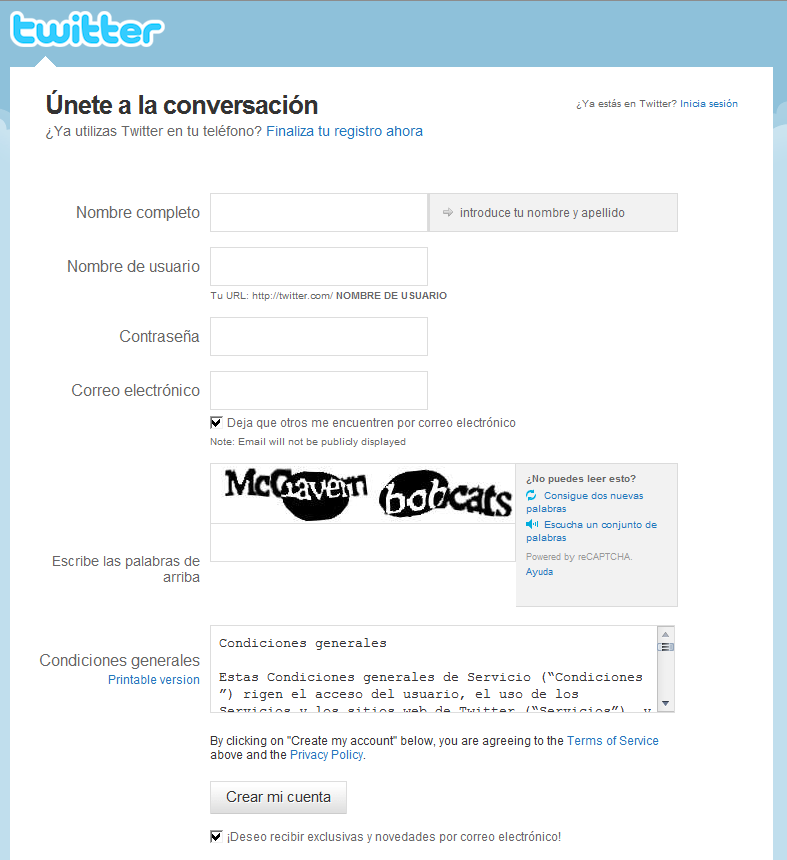 twitter
Únete a la conversación
¿Ya estás en Twitter? Inicia sesión
¿Ya utilizas Twitter en tu teléfono? Finaliza tu registro ahora
Nombre completo
introduce tu nombre y apellido
Nombre de usuario
Tu URL: http://twitter.com/ NOMBRE DE USUARIO
Contraseña
Correo electrónico
Deja que otros me encuentren por correo electrónico
Note: Email will not be publicly displayed
McGavern bobcats
¿No puedes leer esto?
Consigue dos nuevas
palabras
Escucha un conjunto de
palabras
Powered by reCAPTCHA.
Ayuda
Escribe las palabras de
arriba
Condiciones generales
Printable version
Condiciones generales
Estas Condiciones generales de Servicio (“Condiciones
”) rigen el acceso del usuario, el uso de los
Servicios y los sitios web de Twitter (“Servicios”), y
By clicking on "Create my account" below, you are agreeing to the Terms of Service
above and the Privacy Policy.
Crear mi cuenta
¡Deseo recibir exclusivas y novedades por correo electrónico!